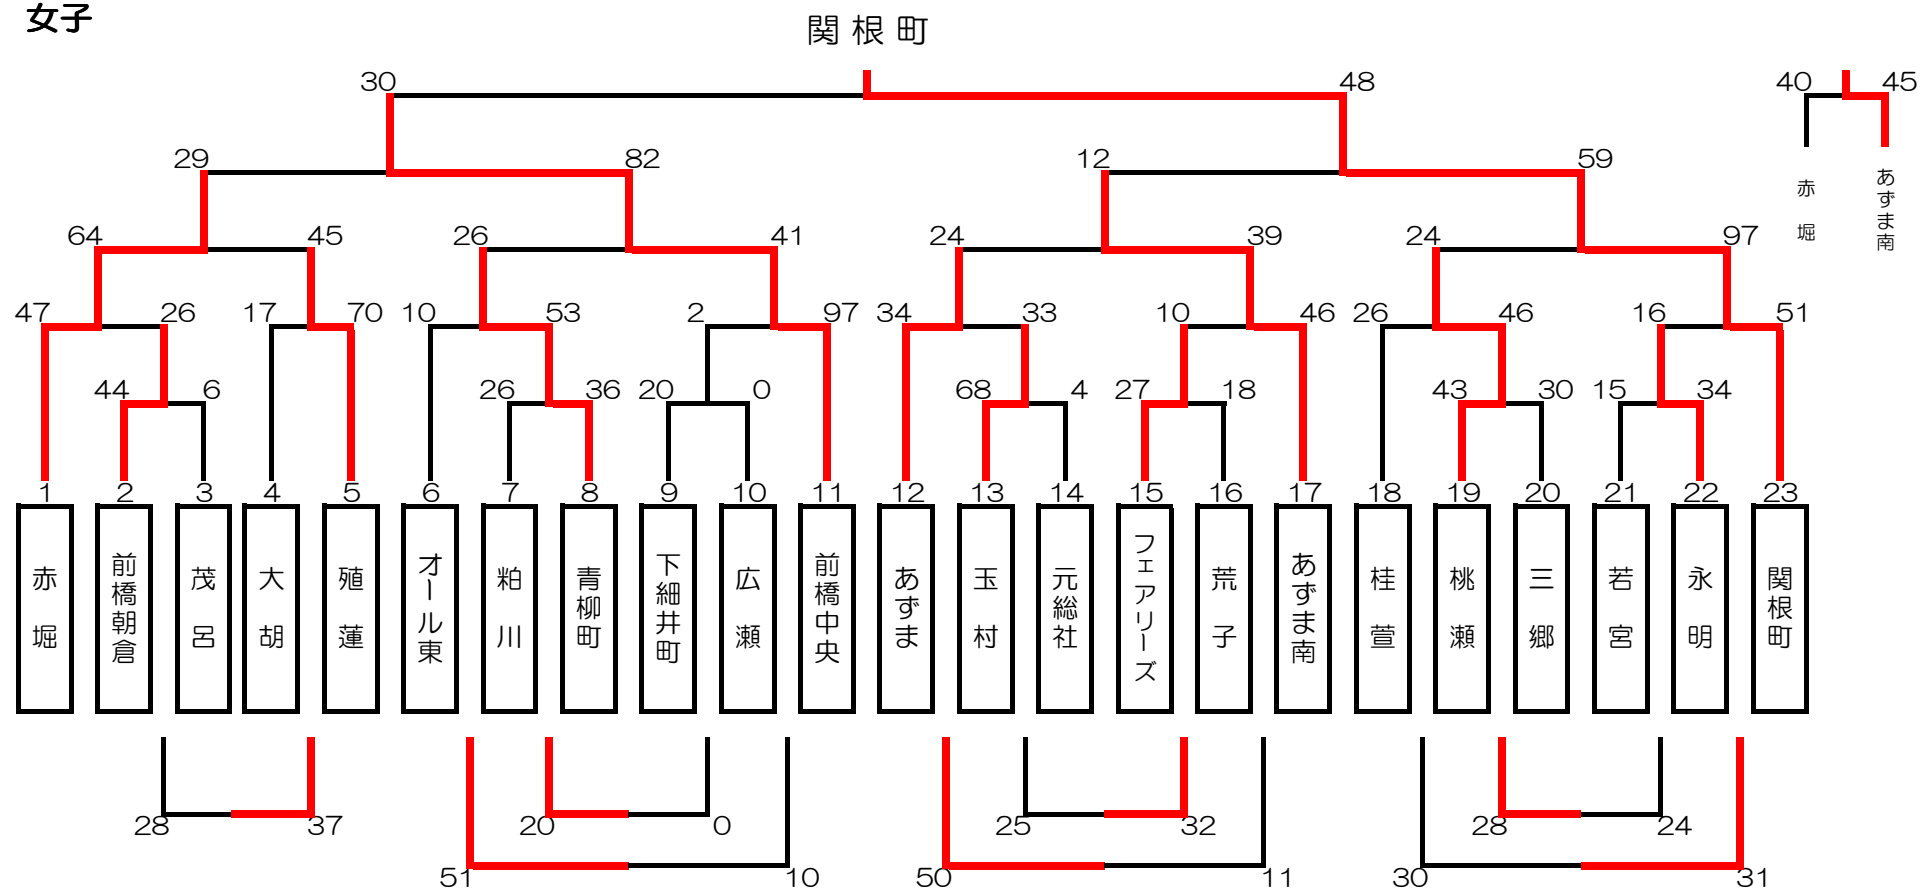 女子
関根町
30 48 40 45
29 82 12 59
赤堀 あずま南
64 45 26 41 24 39 24 97
47 26 17 70 10 53 2 97 34 33 10 46 26 46 16 51
44 6 26 36 20 0 68 4 27 18 43 30 15 34
1 2 3 4 5 6 7 8 9 10 11 12 13 14 15 16 17 18 19 20 21 22 23
赤堀
前橋朝倉
茂呂
大胡
殖蓮
オール東
粕川
青柳町
下細井町
広瀬
前橋中央
あずま
玉村
元総社
フェアリーズ
荒子
あずま南
桂萱
桃瀬
三郷
若宮
永明
関根町
28 37 20 0 25 32 28 24
51 10 50 11 30 31